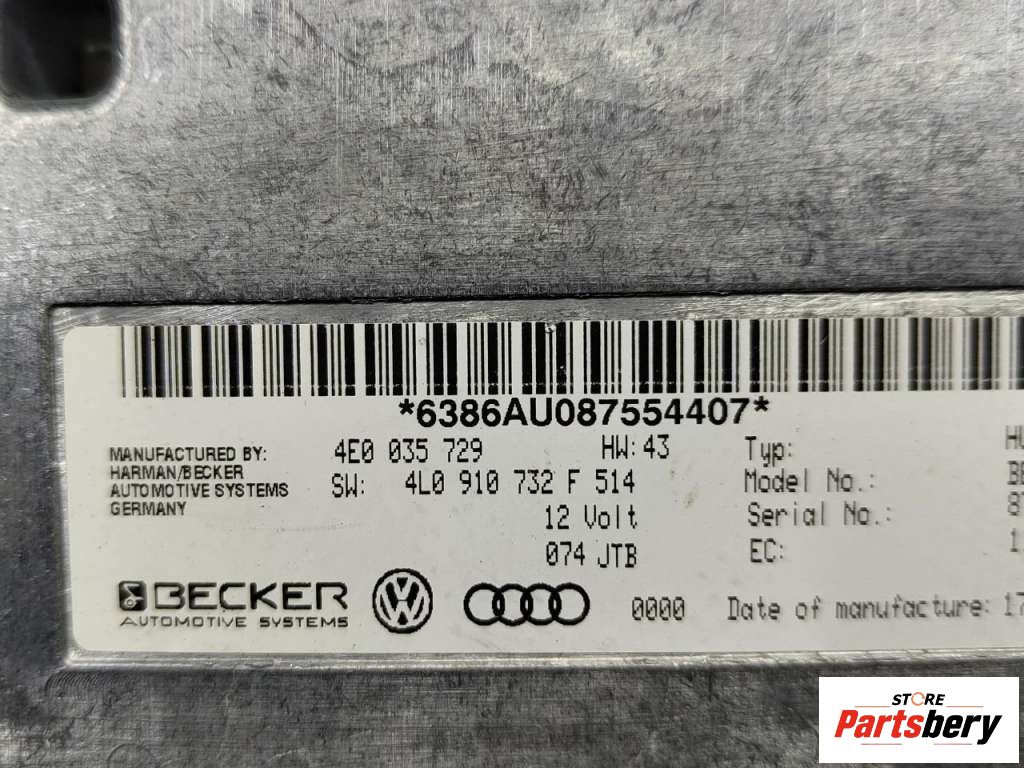 *6386AU087554407*
MANUFACTURED BY:
HARMAN/BECKER
AUTOMOTIVE SYSTEMS
GERMANY
4E0 035 729 HW: 43
SW: 4L0 910 732 F 514
12 Volt
074 JTB
Typ:
Model No.:
Serial No.:
EC:
BECKER
AUTOMOTIVE SYSTEMS
0000 Date of manufacture: 17
STORE
Partsbery